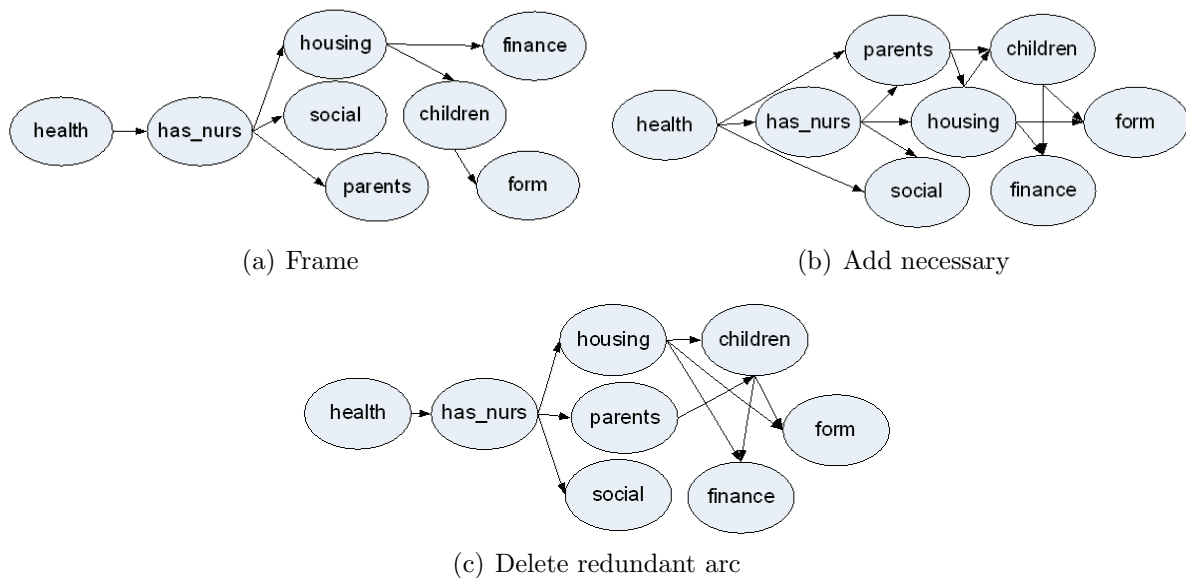 housing
finance
social
children
health
has_nurs
parents
form
(a) Frame
parents
children
health
has_nurs
housing
form
social
finance
(b) Add necessary
housing
children
health
has_nurs
parents
form
social
finance
(c) Delete redundant arc